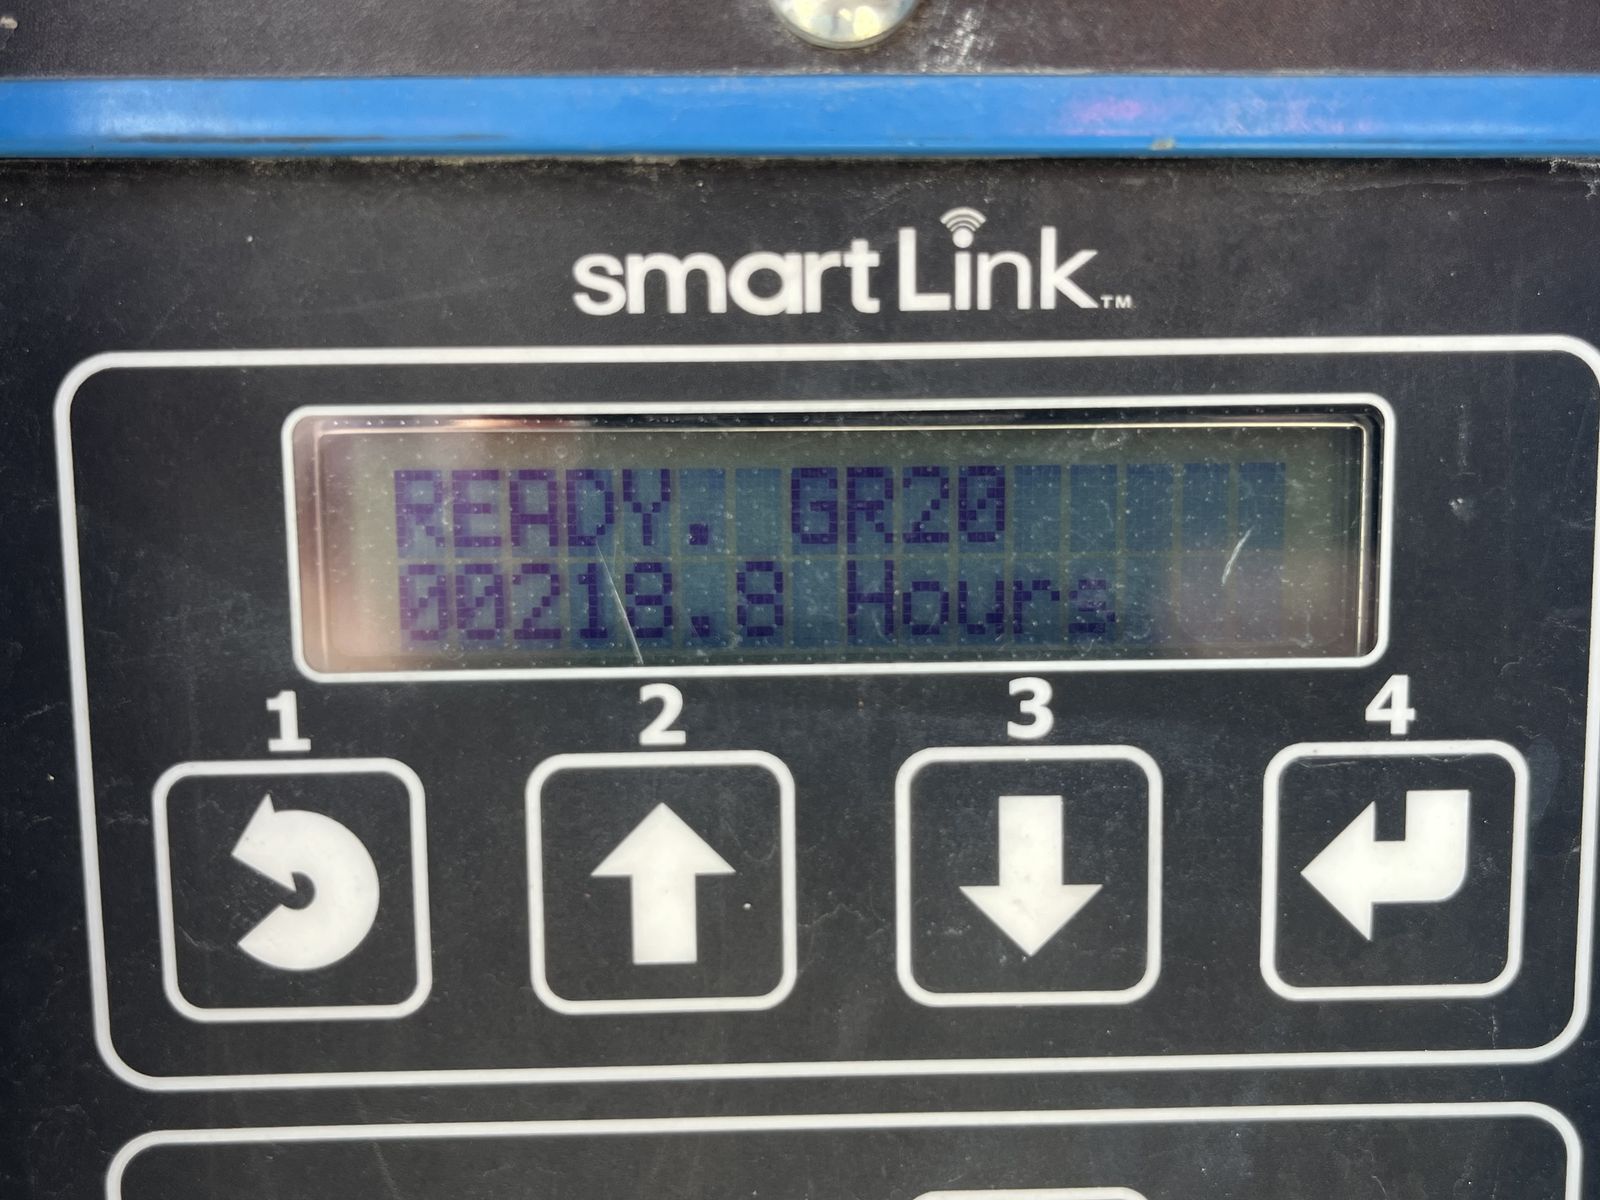 smartLink™
READY. GR20
00218.8 Hours
1 2 3 4